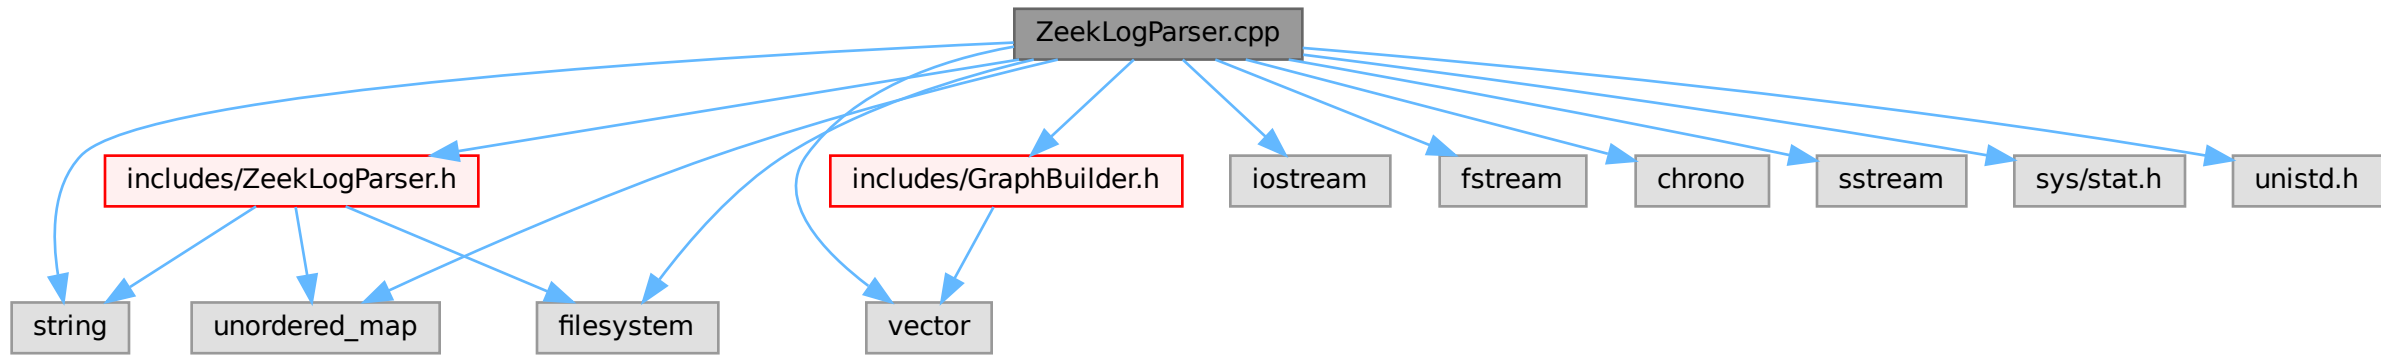 ZeekLogParser.cpp
includes/ZeekLogParser.h
includes/GraphBuilder.h
iostream
fstream
chrono
sstream
sys/stat.h
unistd.h
string
unordered_map
filesystem
vector